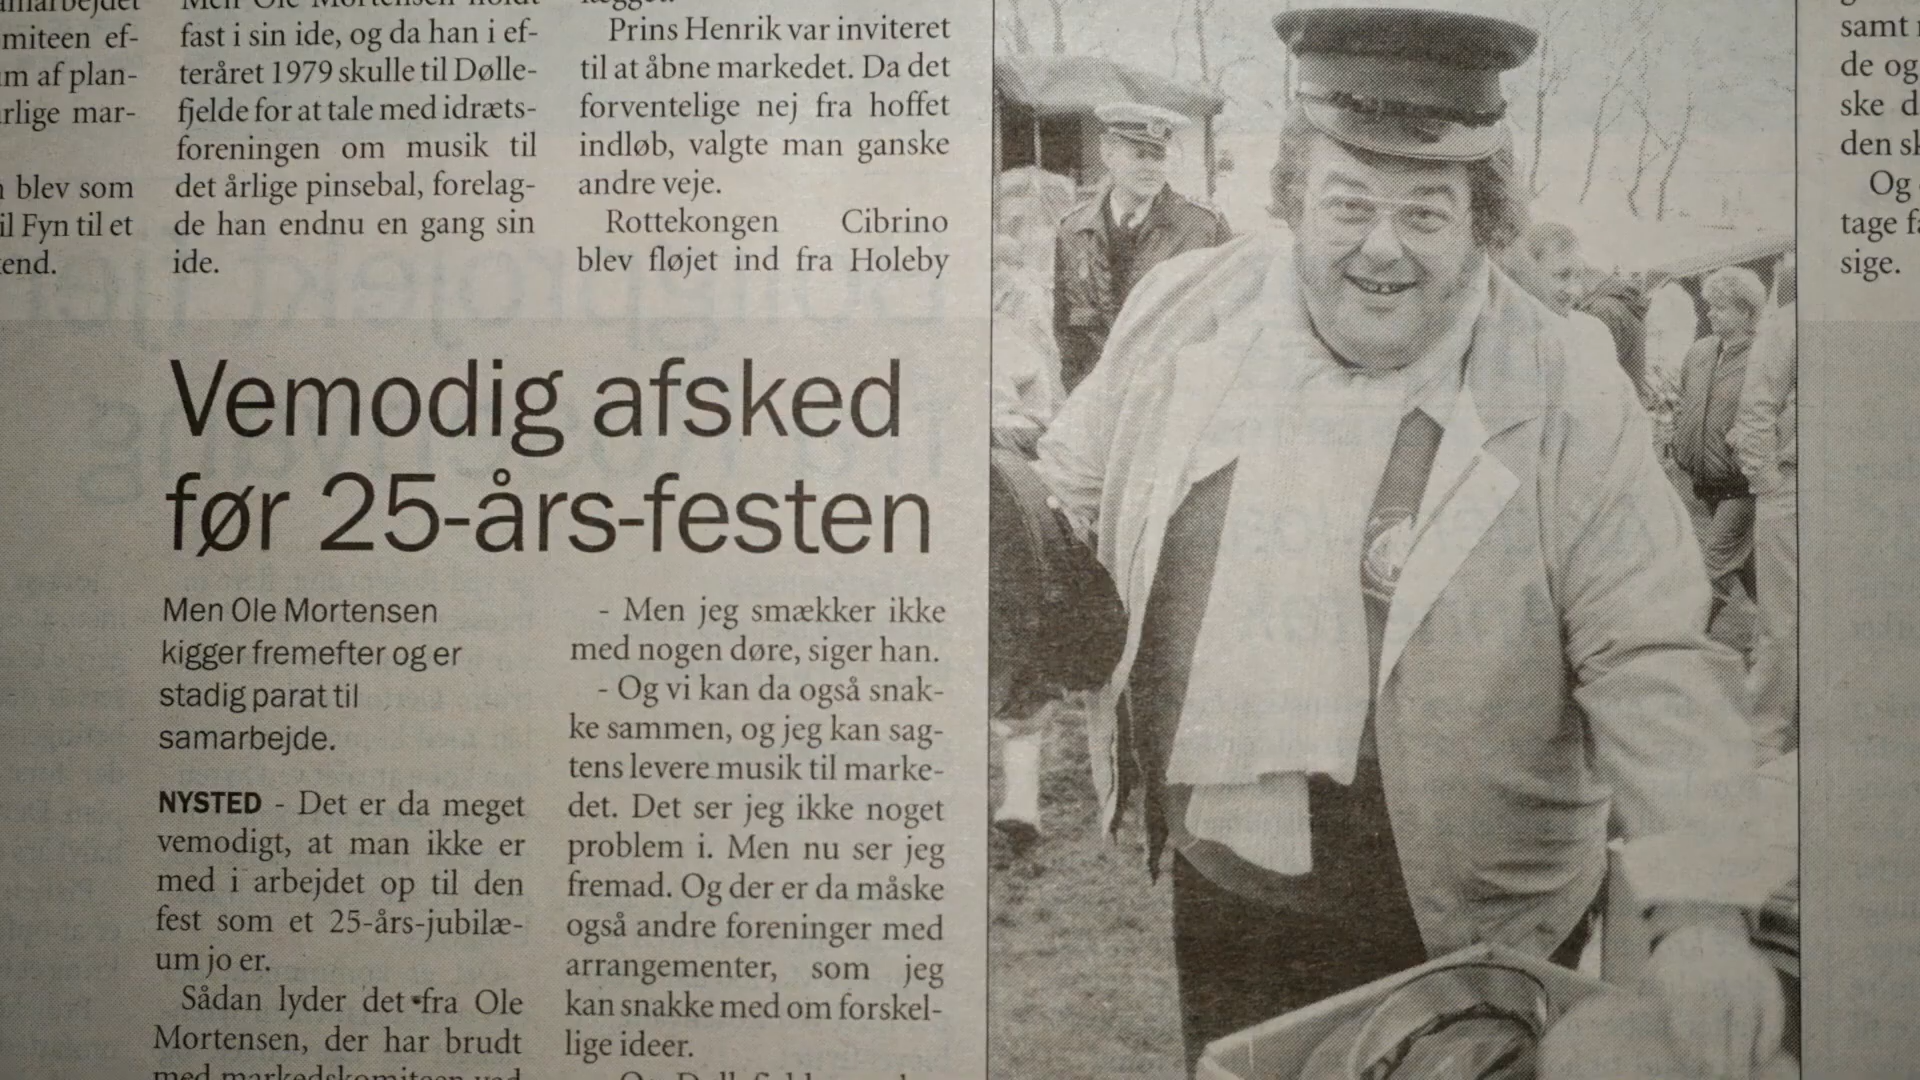 miteen ef-
m af plan-
rlige mar-
blev som
il Fyn til et
end.
Men Ole Mortensen holdt
fast i sin ide, og da han i ef-
teråret 1979 skulle til Dølle-
fjelde for at tale med idræts-
foreningen om musik til
det årlige pinsebal, forelag-
de han endnu en gang sin
ide.
Prins Henrik var inviteret
til at åbne markedet. Da det
forventelige nej fra hoffet
indløb, valgte man ganske
andre veje.
Rottekongen Cibrino
blev fløjet ind fra Holeby
samt
de og
ske d
den sk
Og
tage f
sige.
Vemodig afsked
før 25-års-festen
Men Ole Mortensen
kigger fremefter og er
stadig parat til
samarbejde.
NYSTED - Det er da meget
vemodigt, at man ikke er
med i arbejdet op til den
fest som et 25-års-jubilæ-
um jo er.
Sådan lyder det fra Ole
Mortensen, der har brudt
med markedskomiteen ved
- Men jeg smækker ikke
med nogen døre, siger han.
- Og vi kan da også snak-
ke sammen, og jeg kan sag-
tens levere musik til marke-
det. Det ser jeg ikke noget
problem i. Men nu ser jeg
fremad. Og der er da måske
også andre foreninger med
arrangementer, som jeg
kan snakke med om forskel-
lige ideer.